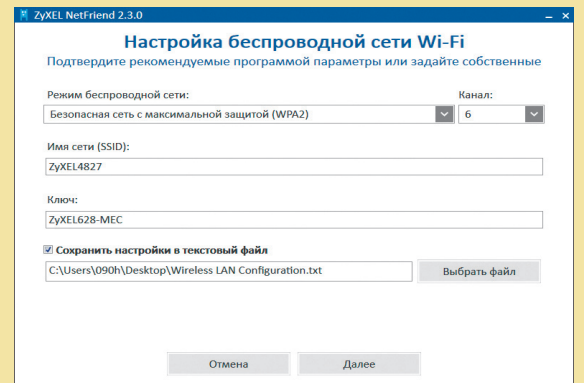 ZyXEL NetFriend 2.3.0
Настройка беспроводной сети Wi-Fi
Подтвердите рекомендуемые программой параметры или задайте собственные
Режим беспроводной сети: Канал:
Безопасная сеть с максимальной защитой (WPA2) 6
Имя сети (SSID):
ZyXEL4827
Ключ:
ZyXEL628-MEC
Сохранить настройки в текстовый файл
C:\Users\090h\Desktop\Wireless LAN Configuration.txt Выбрать файл
Отмена Далее